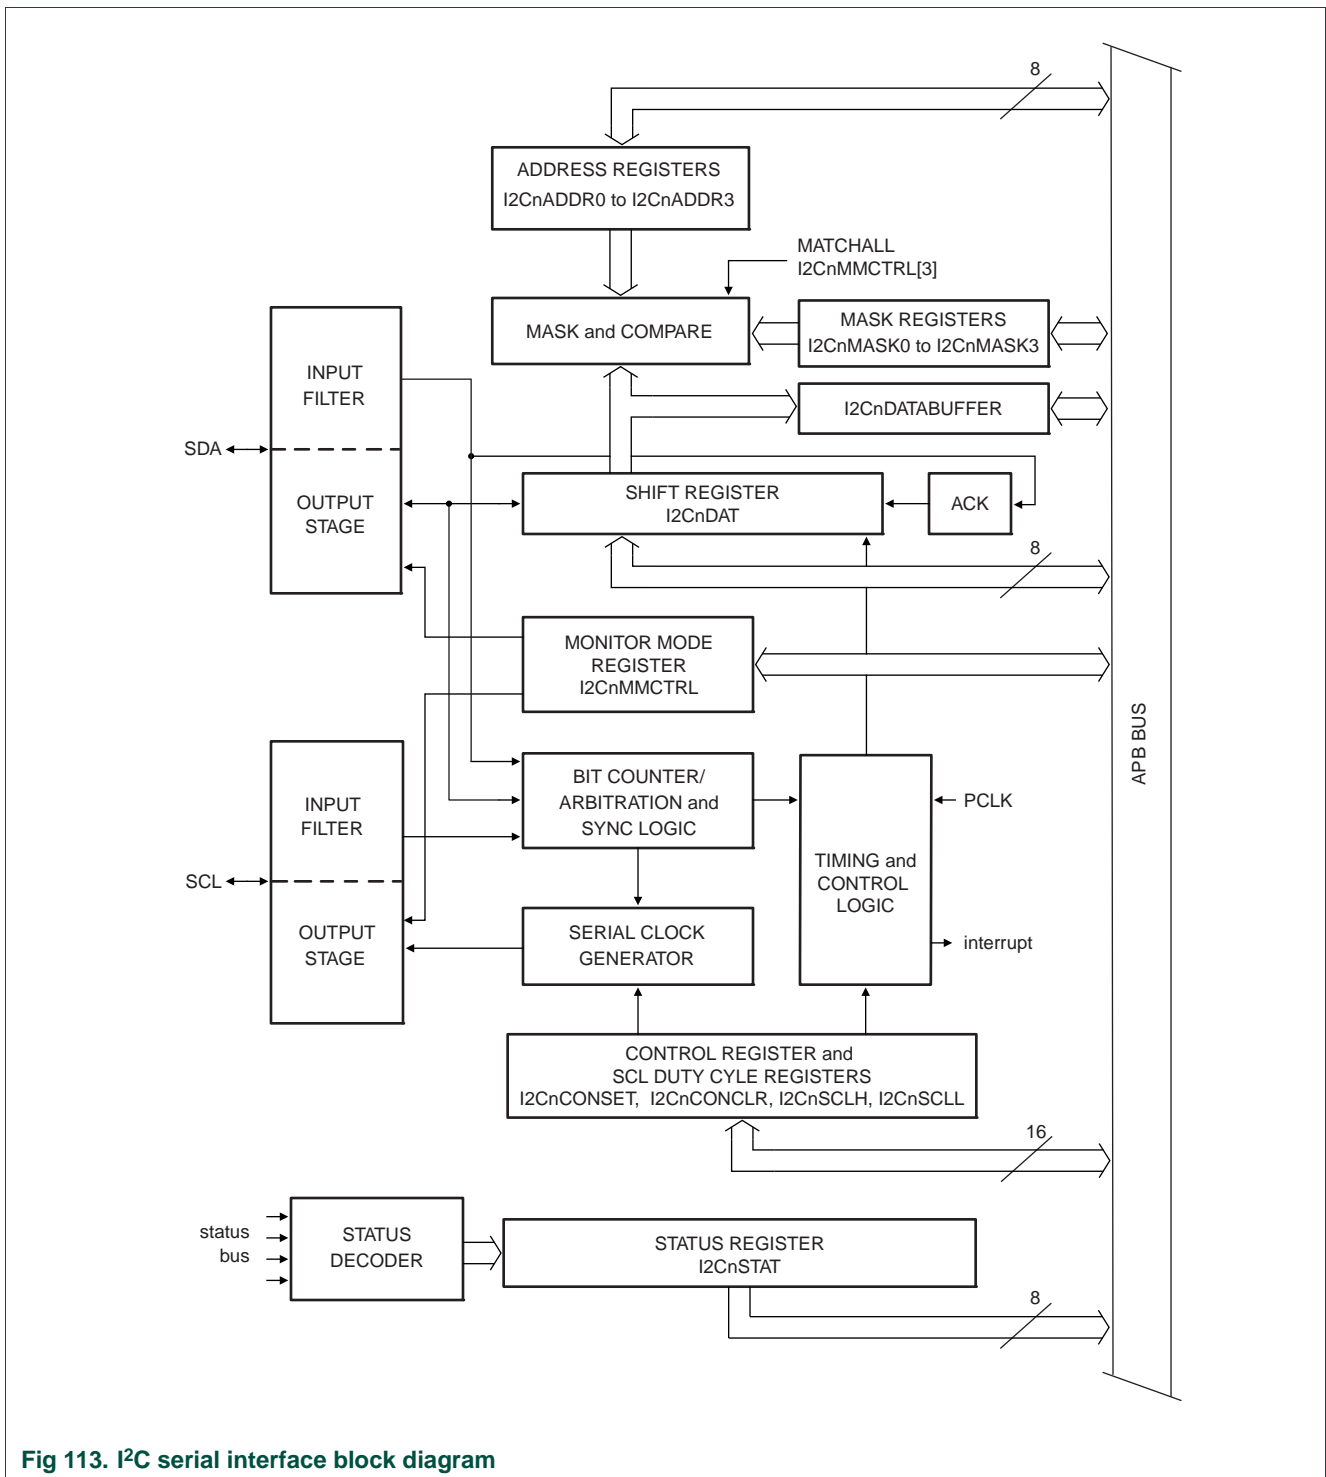 8
ADDRESS REGISTERS
I2CnADDR0 to I2CnADDR3
MATCHALL
I2CnMMCTRL[3]
MASK and COMPARE
MASK REGISTERS
I2CnMASK0 to I2CnMASK3
INPUT
FILTER
I2CnDATABUFFER
SDA
OUTPUT
STAGE
SHIFT REGISTER
I2CnDAT
ACK
8
MONITOR MODE
REGISTER
I2CnMMCTRL
APB BUS
INPUT
FILTER
BIT COUNTER/
ARBITRATION and
SYNC LOGIC
PCLK
SCL
TIMING and
CONTROL
LOGIC
OUTPUT
STAGE
SERIAL CLOCK
GENERATOR
interrupt
CONTROL REGISTER and
SCL DUTY CYLE REGISTERS
I2CnCONSET, I2CnCONCLR, I2CnSCLH, I2CnSCLL
16
status
bus
STATUS
DECODER
STATUS REGISTER
I2CnSTAT
8
Fig 113. I²C serial interface block diagram